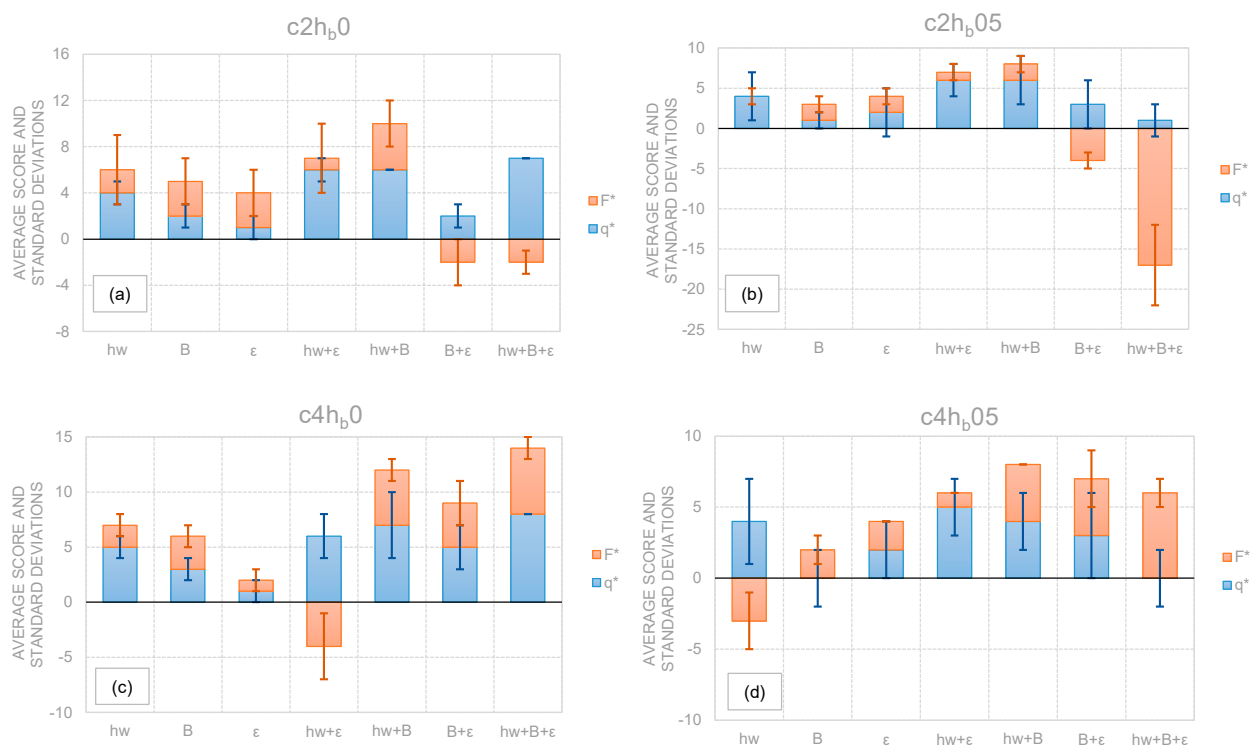 c2h_b0
AVERAGE SCORE AND
STANDARD DEVIATIONS
16
12
8
4
0
-4
-8
(a)
hw B ε hw+ε hw+B B+ε hw+B+ε
F*
q*
c2h_b05
AVERAGE SCORE AND
STANDARD DEVIATIONS
10
5
0
-5
-10
-15
-20
-25
(b)
hw B ε hw+ε hw+B B+ε hw+B+ε
F*
q*
c4h_b0
AVERAGE SCORE AND
STANDARD DEVIATIONS
15
10
5
0
-5
-10
(c)
hw B ε hw+ε hw+B B+ε hw+B+ε
F*
q*
c4h_b05
AVERAGE SCORE AND
STANDARD DEVIATIONS
10
5
0
-5
-10
(d)
hw B ε hw+ε hw+B B+ε hw+B+ε
F*
q*